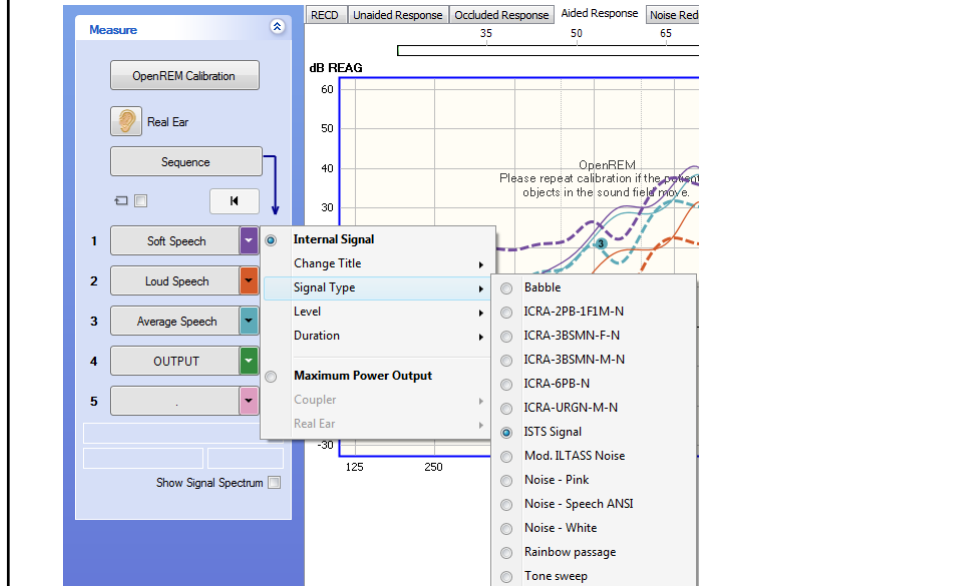 RECD Unaided Response Occluded Response Aided Response Noise Red
Measure
35 50 65
dB REAG
OpenREM Calibration
60
Real Ear
50
Sequence
40
OpenREM
Please repeat calibration if the patient
objects in the sound field move.
30
1 Soft Speech
Internal Signal
Change Title
2 Loud Speech
Signal Type
Level
3 Average Speech
Duration
4 OUTPUT
Maximum Power Output
5 .
Coupler
Real Ear
3
Babble
ICRA-2PB-1F1M-N
ICRA-3BSMN-F-N
ICRA-3BSMN-M-N
ICRA-6PB-N
ICRA-URGN-M-N
ISTS Signal
Mod. ILTASS Noise
Noise - Pink
Noise - Speech ANSI
Noise - White
Rainbow passage
Tone sweep
-30
125 250
Show Signal Spectrum